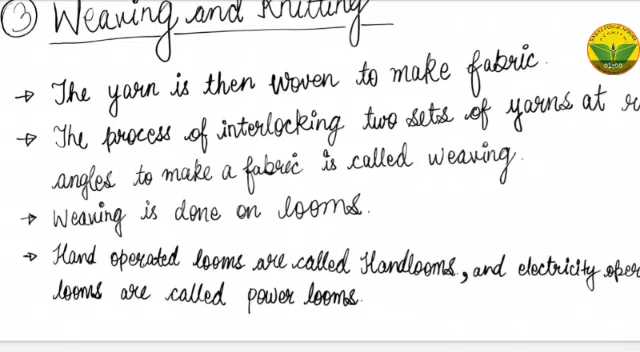 ③ Weaving and Knitting
→ The yarn is then woven to make fabric.
→ The process of interlocking two sets of yarns at
angles to make a fabric is called weaving.
→ Weaving is done on looms.
→ Hand operated looms are called Handlooms, and electricity oper
looms are called power looms.